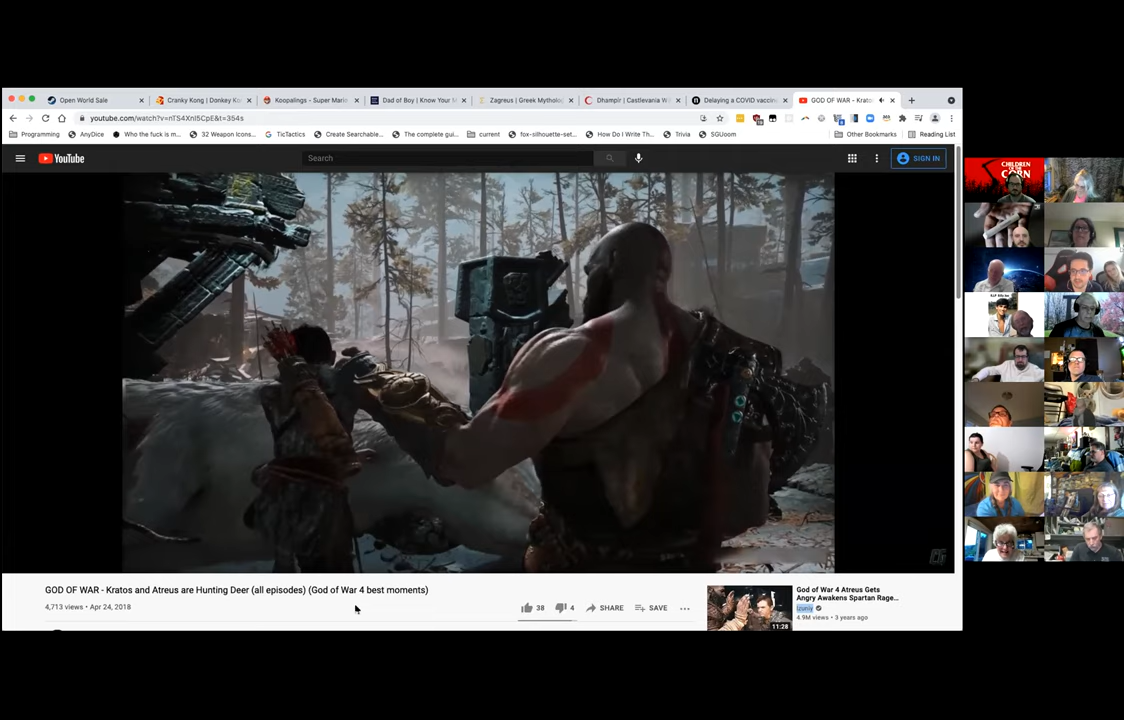 Open World Sale
Cranky Kong | Donkey Ko
Koopalings - Super Mario
Dad of Boy | Know Your M
Zagreus | Greek Mytholog
Dhampir | Castlevania W
Delaying a COVID vaccine
GOD OF WAR - Krato
youtube.com/watch?v=nTS4XnI5CpE&t=354s
Programming
AnyDice
Who the fuck is m...
32 Weapon Icons...
TicTactics
Create Searchable...
The complete gui...
current
fox-silhouette-set...
How Do I Write Th...
Trivia
SGUoom
Other Bookmarks
Reading List
YouTube
Search
SIGN IN
CHILDREN
OF THE
CORN
GOD OF WAR - Kratos and Atreus are Hunting Deer (all episodes) (God of War 4 best moments)
4,713 views • Apr 24, 2018
38
4
SHARE
SAVE
11:28
God of War 4 Atreus Gets
Angry Awakens Spartan Rage...
izuniy
4.9M views • 3 years ago